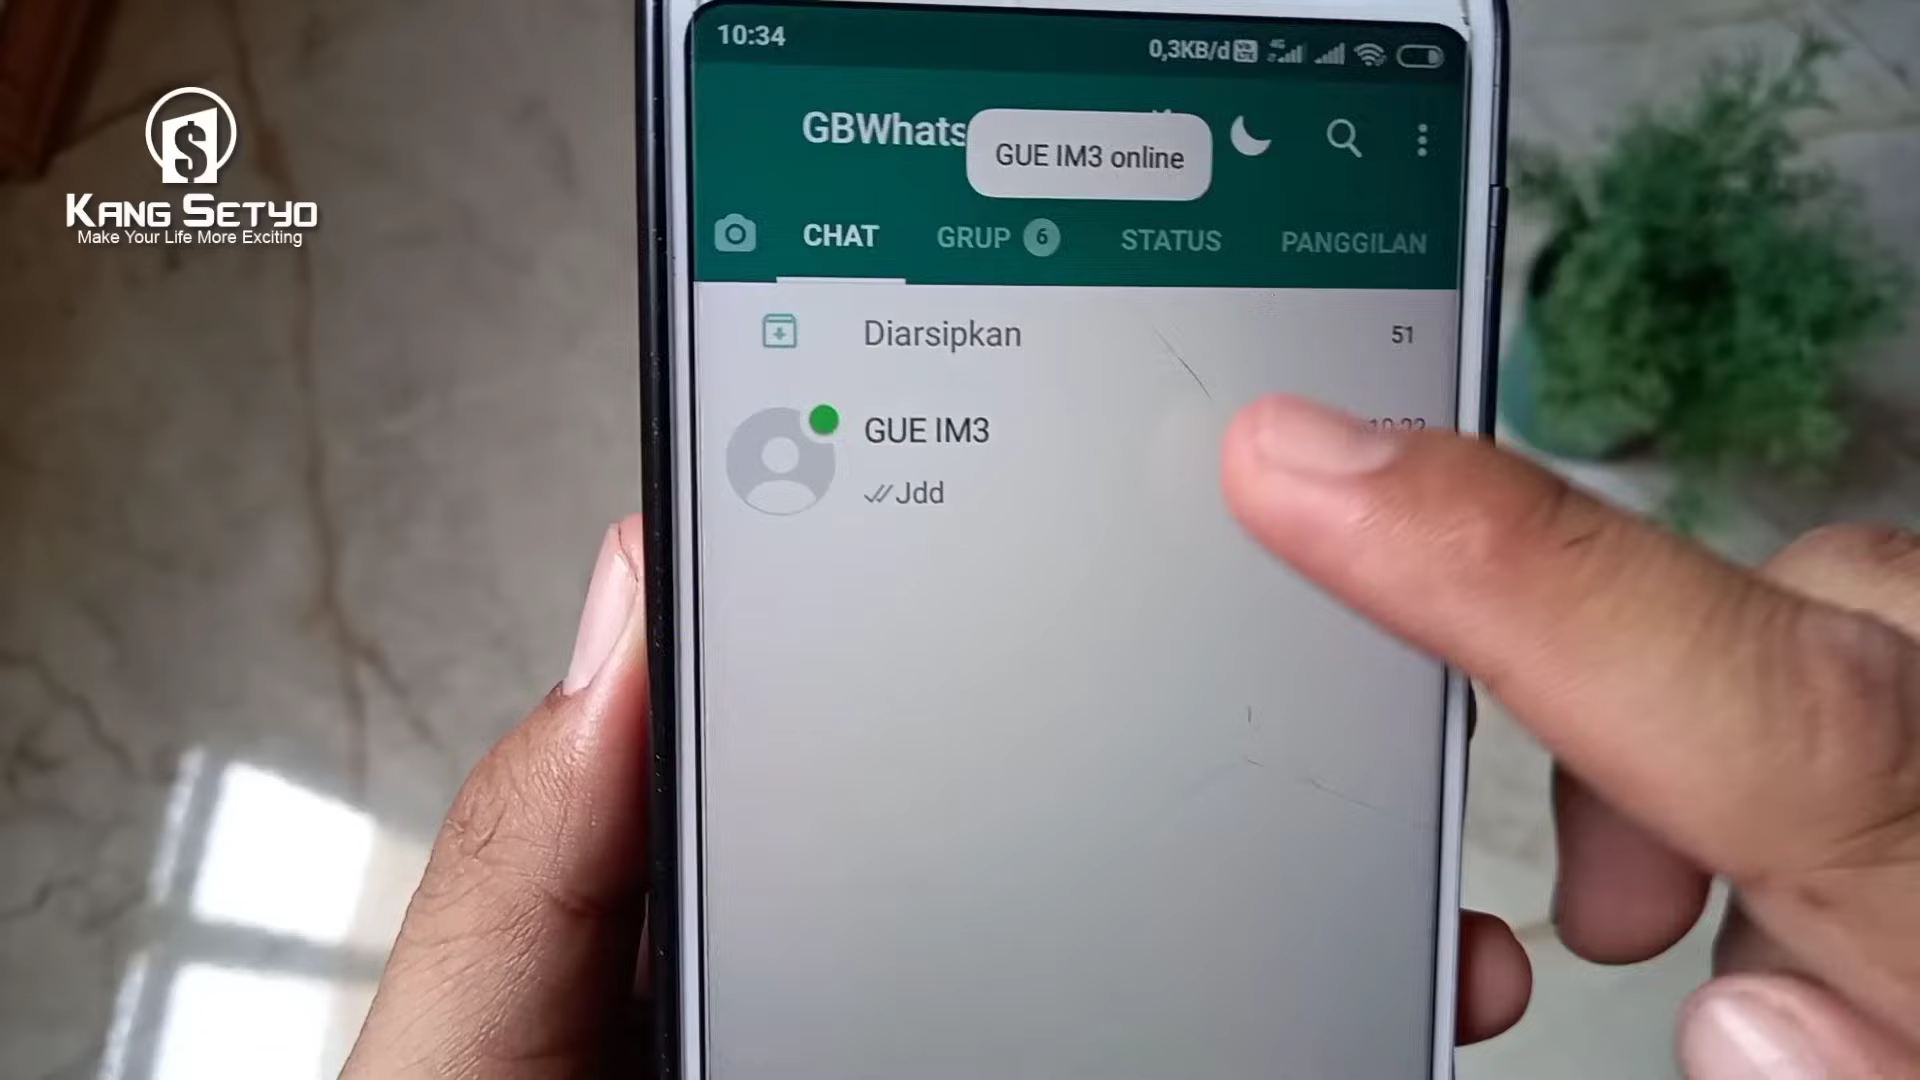 10:34
0,3KB/d
4G
KANG SETYO
Make Your Life More Exciting
GBWhats
GUE IM3 online
CHAT
GRUP 6
STATUS
PANGGILAN
Diarsipkan
51
GUE IM3
Jdd